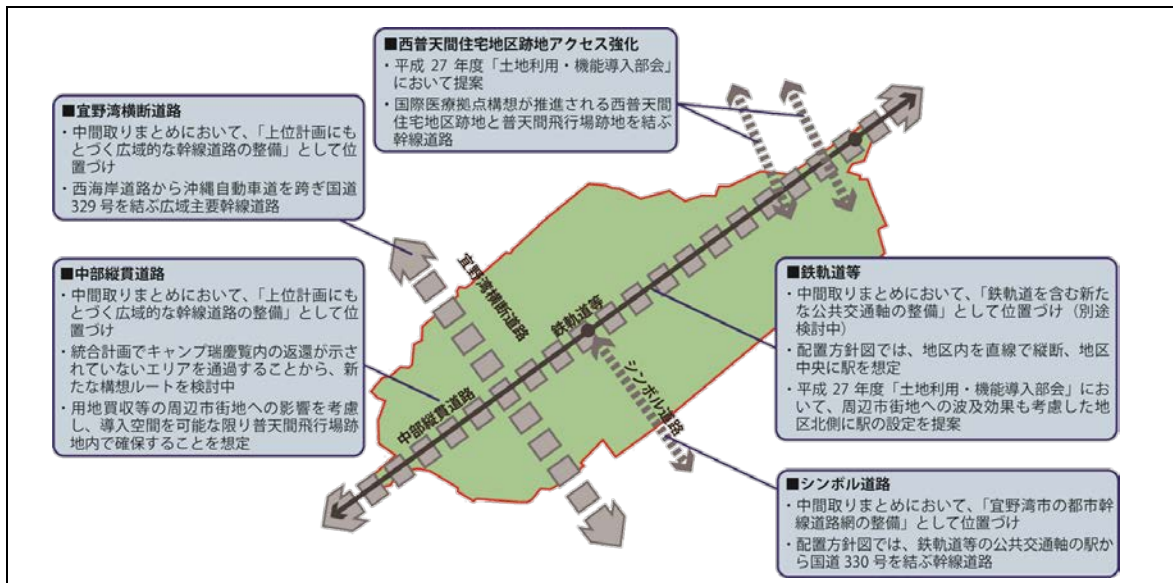 ■西普天間住宅地区跡地アクセス強化
・平成 27 年度「土地利用・機能導入部会」
において提案
・国際医療拠点構想が推進される西普天間
住宅地区跡地と普天間飛行場跡地を結ぶ
幹線道路
■宜野湾横断道路
・中間取りまとめにおいて、「上位計画にも
とづく広域的な幹線道路の整備」として位
置づけ
・西海岸道路から沖縄自動車道を跨ぎ国道
329 号を結ぶ広域主要幹線道路
■中部縦貫道路
・中間取りまとめにおいて、「上位計画にも
とづく広域的な幹線道路の整備」として位
置づけ
・統合計画でキャンプ瑞慶覧内の返還が示さ
れていないエリアを通過することから、新
たな構想ルートを検討中
・用地買収等の周辺市街地への影響を考慮
し、導入空間を可能な限り普天間飛行場跡
地内で確保することを想定
宜野湾横断道路
鉄軌道等
中部縦貫道路
シンボル道路
■鉄軌道等
・中間取りまとめにおいて、「鉄軌道を含む新た
な公共交通軸の整備」として位置づけ（別途
検討中）
・配置方針図では、地区内を直線で縦断、地区
中央に駅を想定
・平成 27 年度「土地利用・機能導入部会」にお
いて、周辺市街地への波及効果も考慮した地
区北側に駅の設定を提案
■シンボル道路
・中間取りまとめにおいて、「宜野湾市の都市幹
線道路網の整備」として位置づけ
・配置方針図では、鉄軌道等の公共交通軸の駅か
ら国道 330 号を結ぶ幹線道路